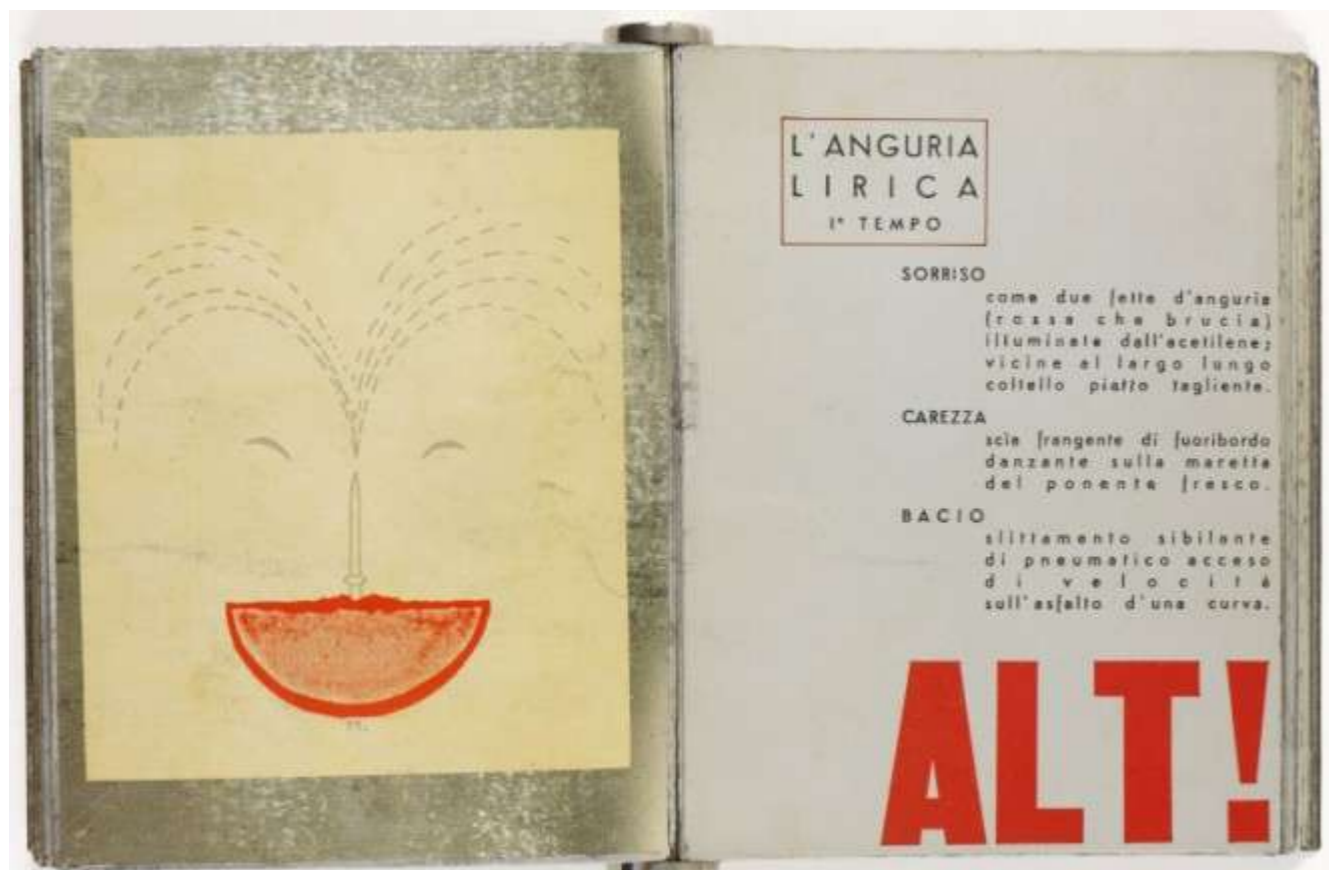 L'ANGURIA
LIRICA
1° TEMPO
SORRISO
come due fette d'anguria
(rossa che brucia)
illuminate dall'acetilene;
vicine al largo lungo
coltello piatto tagliente.
CAREZZA
scia frangente di fuoribordo
danzante sulla maretta
del ponente fresco.
BACIO
slittamento sibilante
di pneumatico acceso
di velocità
sull'asfalto d'una curva.
ALT!